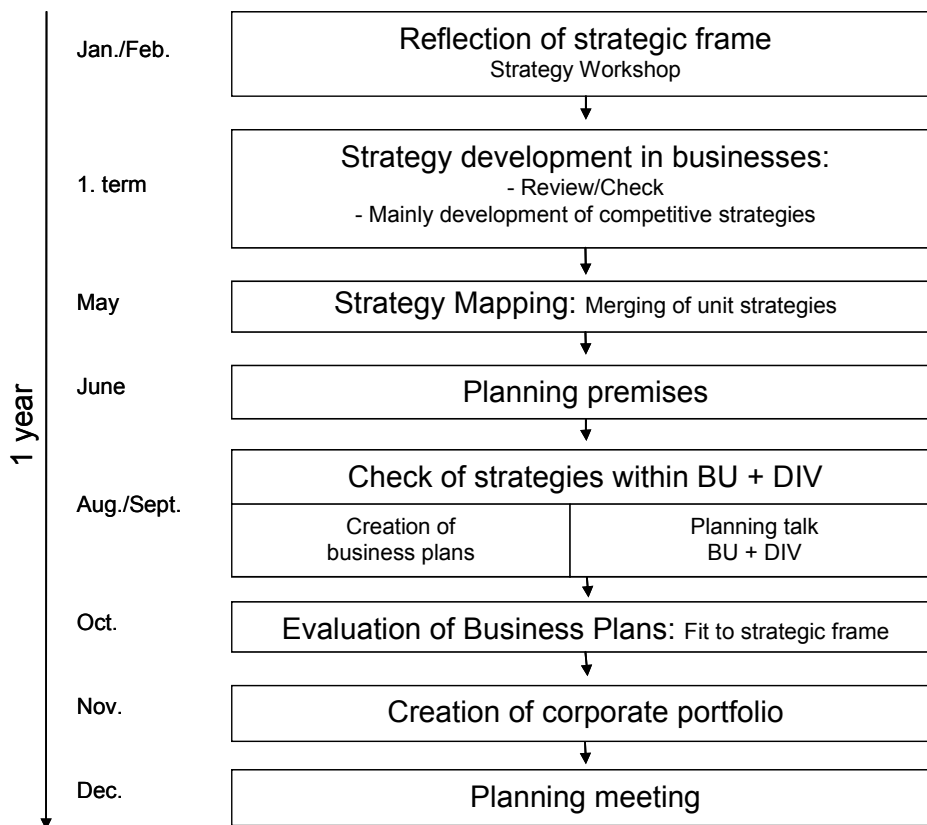 Jan./Feb.
Reflection of strategic frame
Strategy Workshop
1. term
Strategy development in businesses:
- Review/Check
- Mainly development of competitive strategies
May
Strategy Mapping: Merging of unit strategies
June
Planning premises
1 year
Aug./Sept.
Check of strategies within BU + DIV
Creation of
business plans
Planning talk
BU + DIV
Oct.
Evaluation of Business Plans: Fit to strategic frame
Nov.
Creation of corporate portfolio
Dec.
Planning meeting